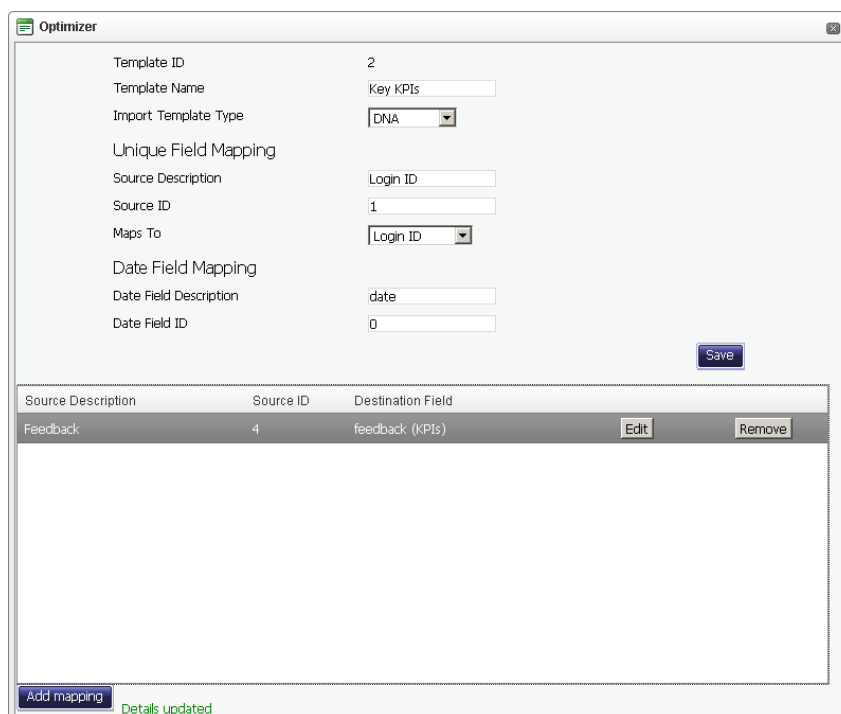 Optimizer
Template ID 2
Template Name Key KPIs
Import Template Type DNA
Unique Field Mapping
Source Description Login ID
Source ID 1
Maps To Login ID
Date Field Mapping
Date Field Description date
Date Field ID 0
Save
Source Description Source ID Destination Field
Feedback 4 feedback (KPIs) Edit Remove
Add mapping
Details updated